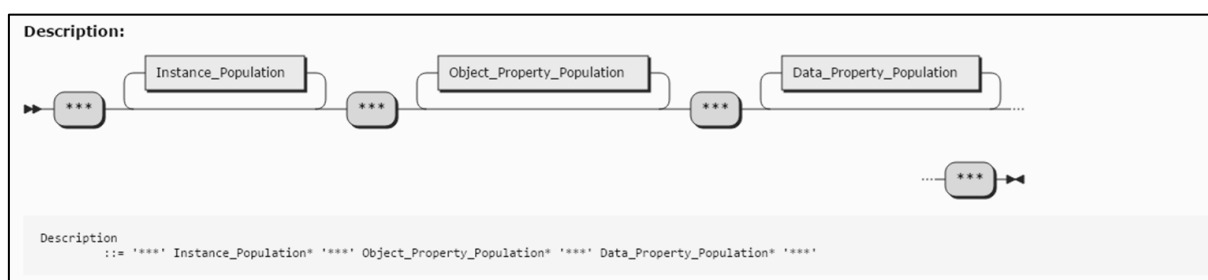 Description:
Instance_Population Object_Property_Population Data_Property_Population
*** *** ***
***
Description
::= '***' Instance_Population* '***' Object_Property_Population* '***' Data_Property_Population* '***'